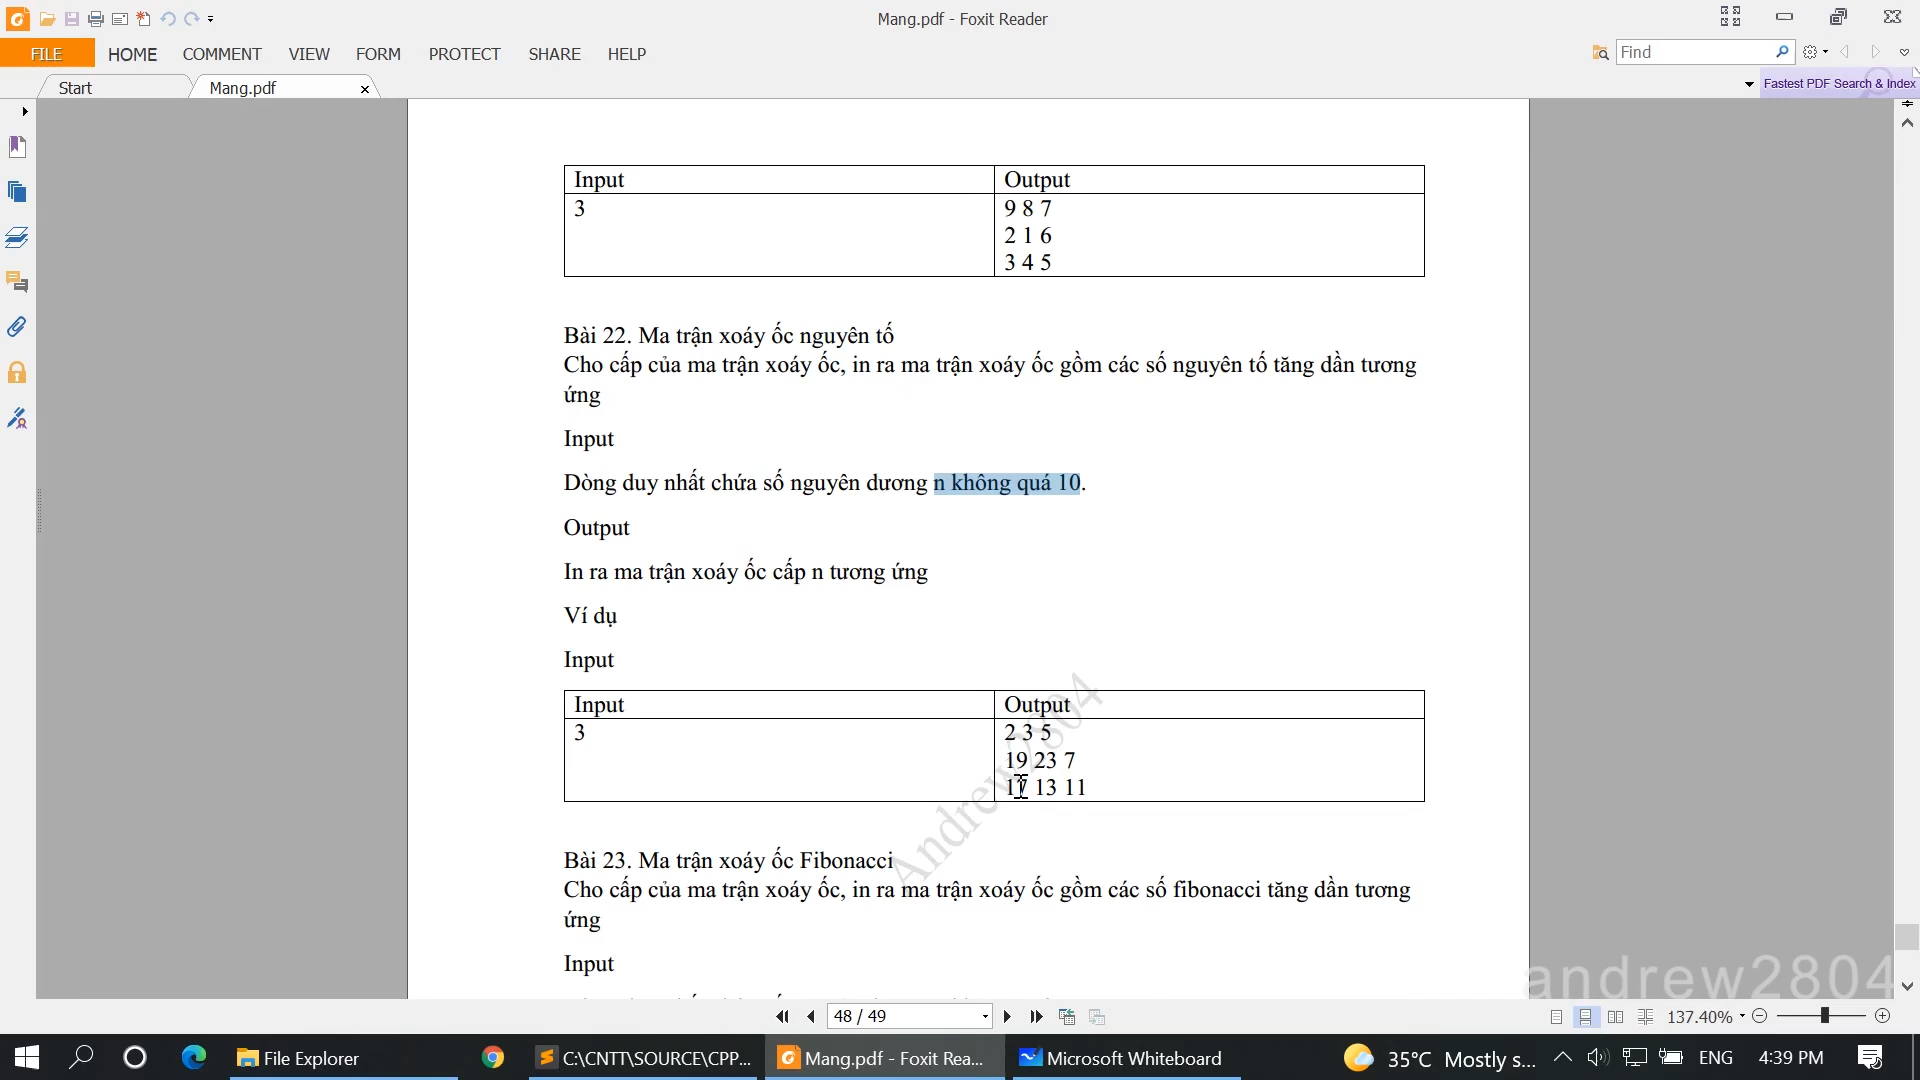 Mang.pdf - Foxit Reader
FILE HOME COMMENT VIEW FORM PROTECT SHARE HELP
Find
Start
Mang.pdf
Fastest PDF Search & Index
Input Output
3 9 8 7
2 1 6
3 4 5
Bài 22. Ma trận xoáy ốc nguyên tố
Cho cấp của ma trận xoáy ốc, in ra ma trận xoáy ốc gồm các số nguyên tố tăng dần tương
ứng
Input
Dòng duy nhất chứa số nguyên dương n không quá 10.
Output
In ra ma trận xoáy ốc cấp n tương ứng
Ví dụ
Input
Input Output
3 2 3 5
19 23 7
17 13 11
Andrew2804
Bài 23. Ma trận xoáy ốc Fibonacci
Cho cấp của ma trận xoáy ốc, in ra ma trận xoáy ốc gồm các số fibonacci tăng dần tương
ứng
Input
andrew2804
48 / 49
137.40%
File Explorer
C:\CNTT\SOURCE\CPP...
Mang.pdf - Foxit Rea...
Microsoft Whiteboard
35°C Mostly s...
ENG
4:39 PM